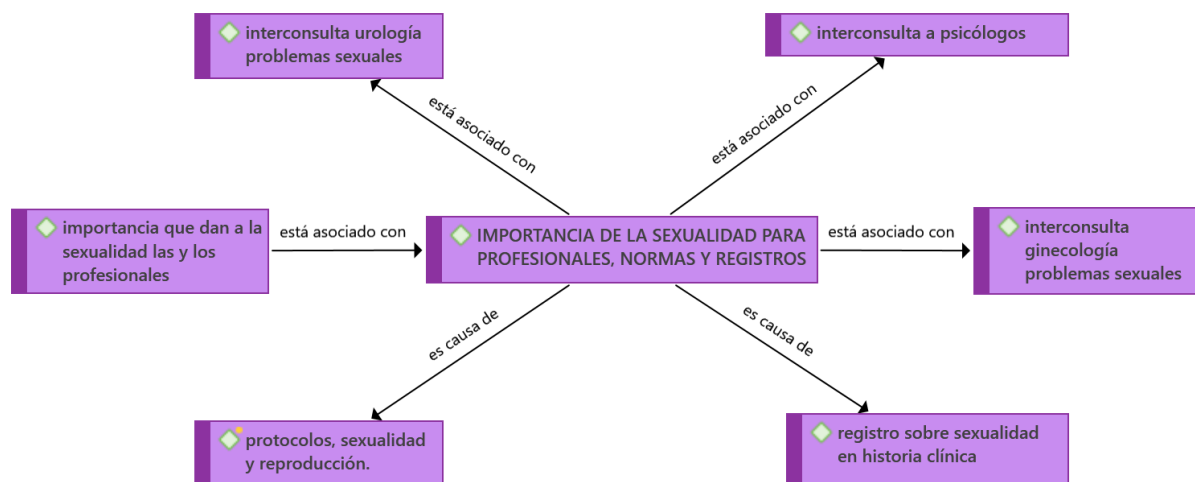 interconsulta urología
problemas sexuales
interconsulta a psicólogos
está asociado con
está asociado con
importancia que dan a la
sexualidad las y los
profesionales
está asociado con
IMPORTANCIA DE LA SEXUALIDAD PARA
PROFESIONALES, NORMAS Y REGISTROS
está asociado con
interconsulta
ginecología
problemas sexuales
es causa de
es causa de
protocolos, sexualidad
y reproducción.
registro sobre sexualidad
en historia clínica